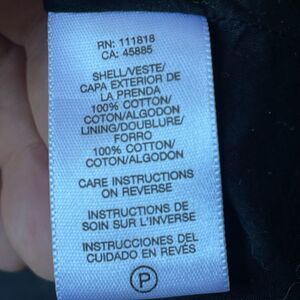 RN: 111818
CA: 45885
SHELL/VESTE/
CAPA EXTERIOR DE
LA PRENDA
100% COTTON/
COTON/ALGODON
LINING/DOUBLURE/
FORRO
100% COTTON/
COTON/ALGODON
CARE INSTRUCTIONS
ON REVERSE
INSTRUCTIONS DE
SOIN SUR L'INVERSE
INSTRUCCIONES DEL
CUIDADO EN REVÉS
P